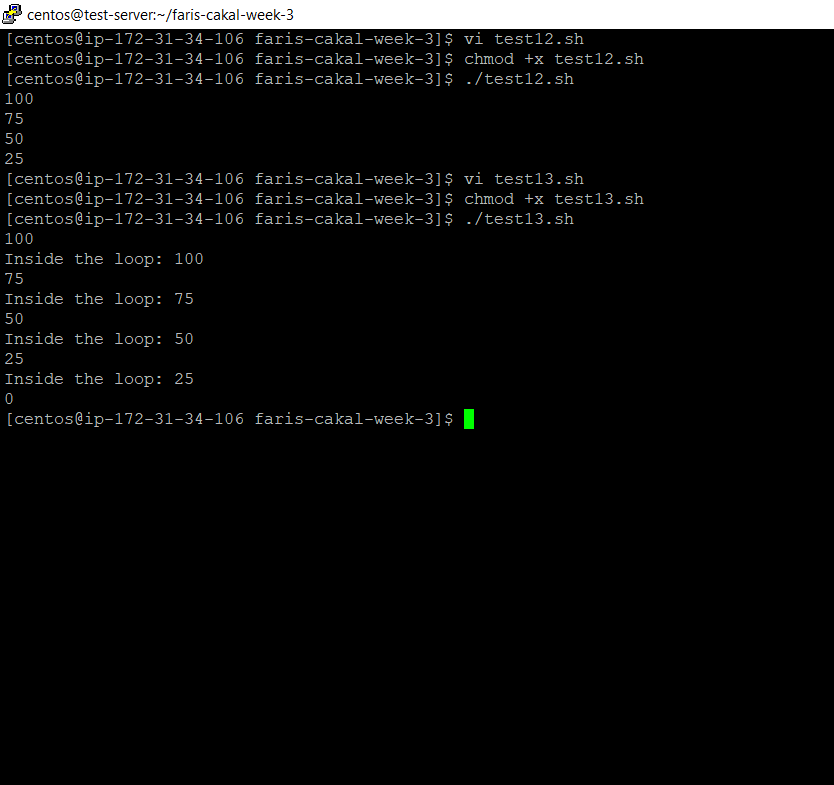 centos@test-server:~/faris-cakal-week-3
[centos@ip-172-31-34-106 faris-cakal-week-3]$ vi test12.sh
[centos@ip-172-31-34-106 faris-cakal-week-3]$ chmod +x test12.sh
[centos@ip-172-31-34-106 faris-cakal-week-3]$ ./test12.sh
100
75
50
25
[centos@ip-172-31-34-106 faris-cakal-week-3]$ vi test13.sh
[centos@ip-172-31-34-106 faris-cakal-week-3]$ chmod +x test13.sh
[centos@ip-172-31-34-106 faris-cakal-week-3]$ ./test13.sh
100
Inside the loop: 100
75
Inside the loop: 75
50
Inside the loop: 50
25
Inside the loop: 25
0
[centos@ip-172-31-34-106 faris-cakal-week-3]$